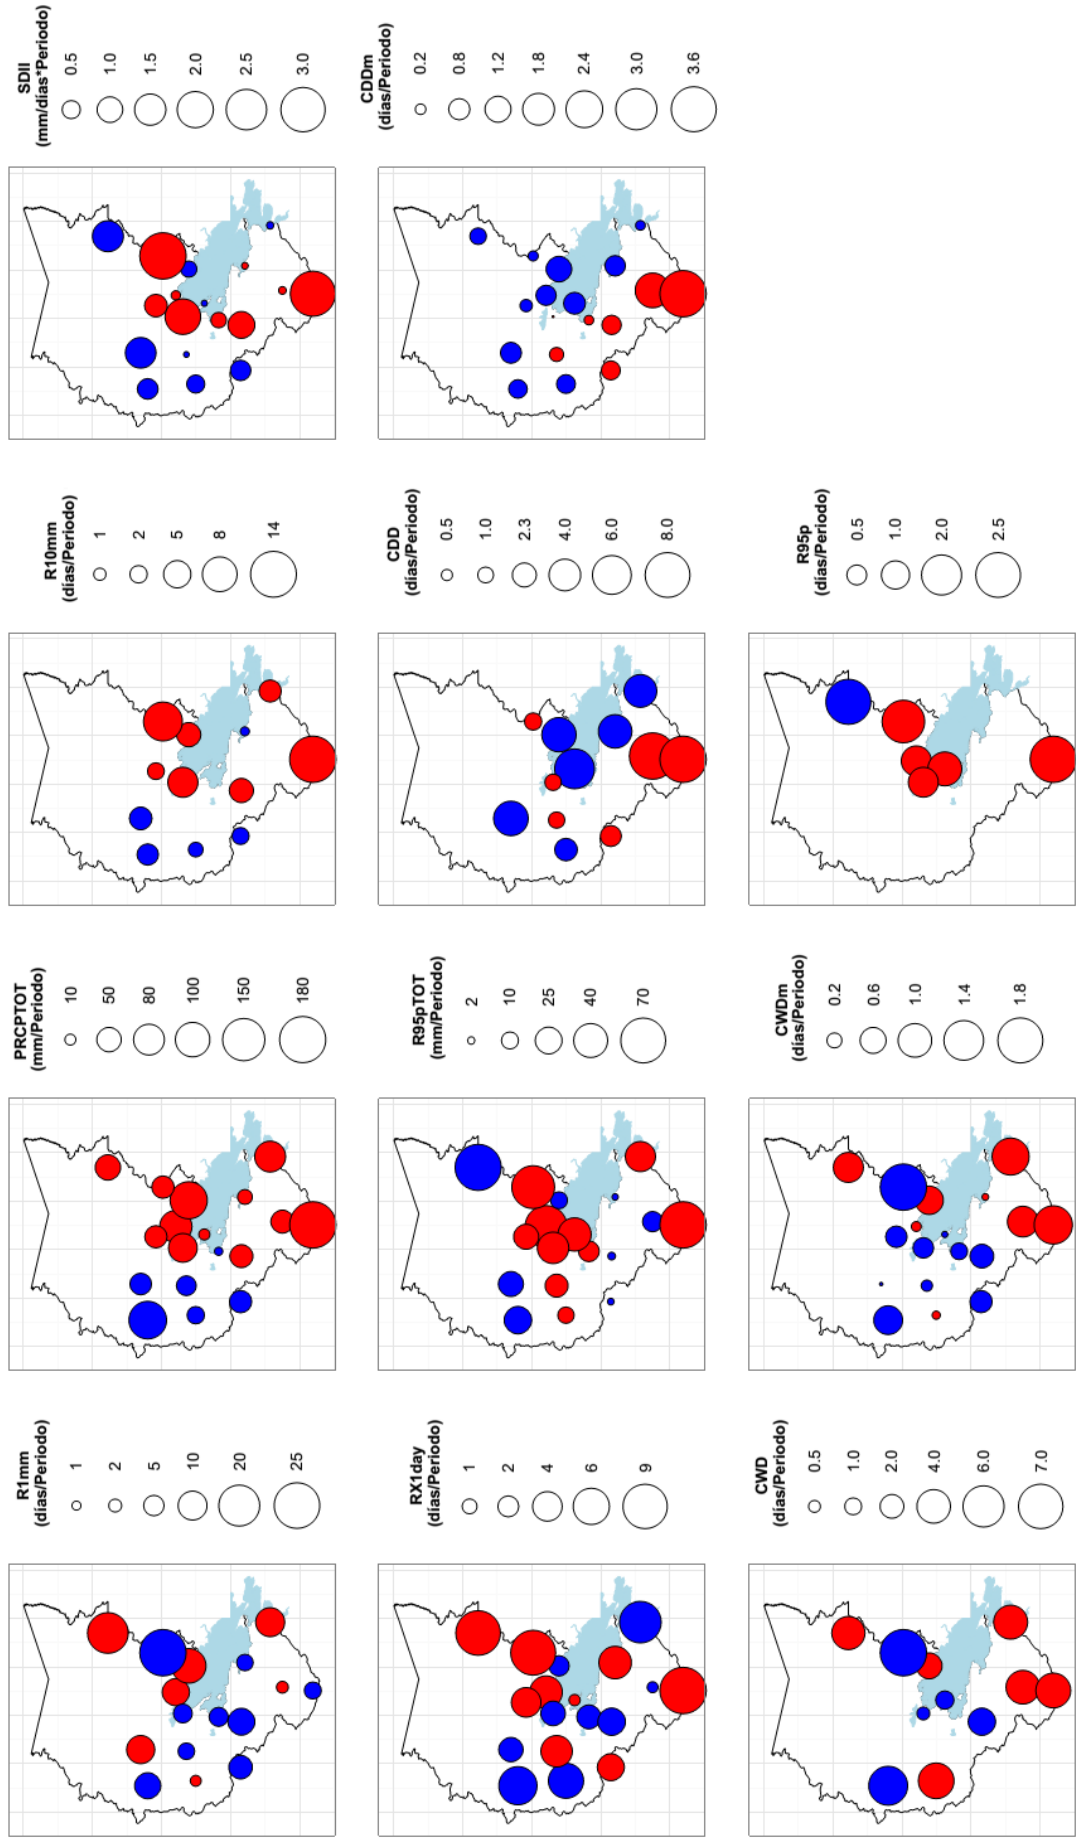 R1mm
(días/Periodo)
1
2
5
10
20
25
PRCPTOT
(mm/Periodo)
10
50
80
100
150
180
R10mm
(días/Periodo)
1
2
5
8
14
SDII
(mm/días*Periodo)
0.5
1.0
1.5
2.0
2.5
3.0
RX1day
(días/Periodo)
1
2
4
6
9
R95pTOT
(mm/Periodo)
2
10
25
40
70
CDD
(días/Periodo)
0.5
1.0
2.3
4.0
6.0
8.0
CDDm
(días/Periodo)
0.2
0.8
1.2
1.8
2.4
3.0
3.6
CWD
(días/Periodo)
0.5
1.0
2.0
4.0
6.0
7.0
CWDm
(días/Periodo)
0.2
0.6
1.0
1.4
1.8
R95p
(días/Periodo)
0.5
1.0
2.0
2.5